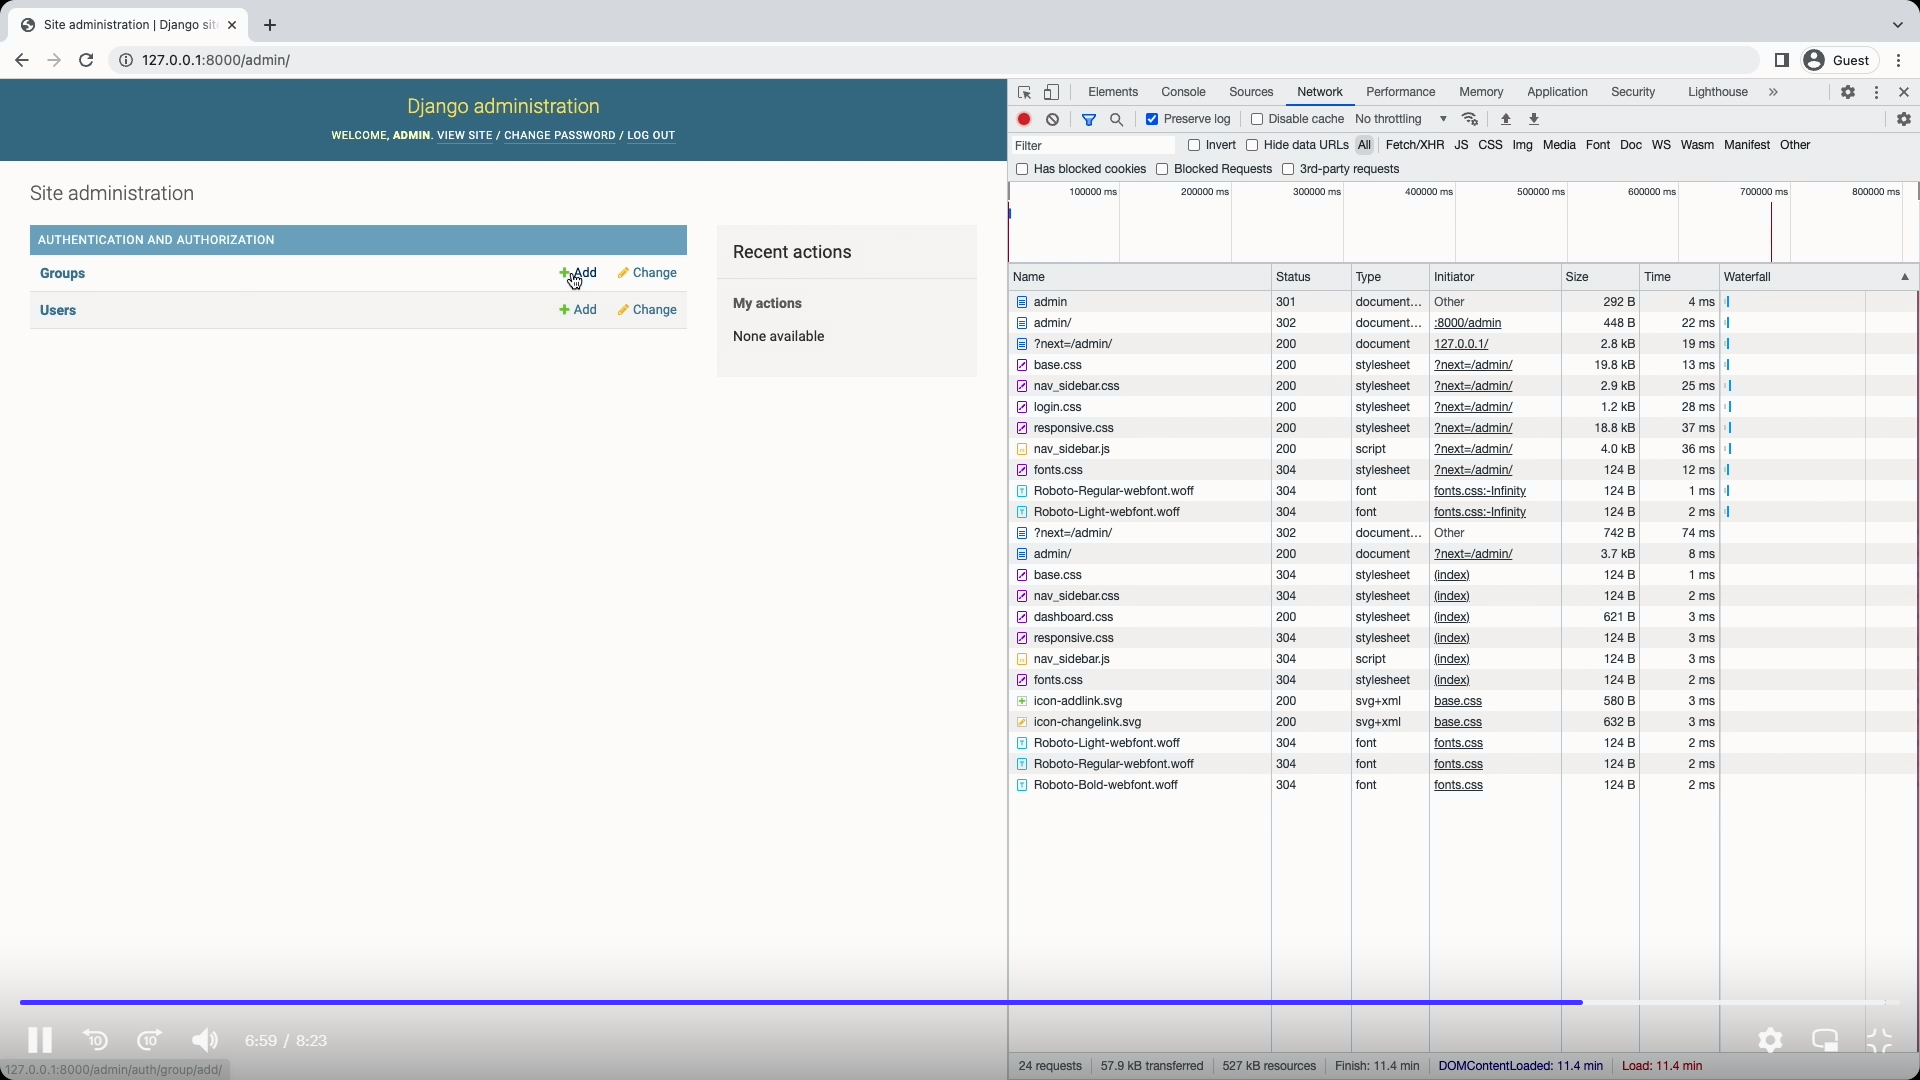 Site administration | Django sit
127.0.0.1:8000/admin/
Guest
Django administration
WELCOME, ADMIN. VIEW SITE / CHANGE PASSWORD / LOG OUT
Site administration
AUTHENTICATION AND AUTHORIZATION
Groups Add Change
Users Add Change
Recent actions
My actions
None available
Elements Console Sources Network Performance Memory Application Security Lighthouse
Preserve log Disable cache No throttling
Filter Invert Hide data URLs All Fetch/XHR JS CSS Img Media Font Doc WS Wasm Manifest Other
Has blocked cookies Blocked Requests 3rd-party requests
100000 ms 200000 ms 300000 ms 400000 ms 500000 ms 600000 ms 700000 ms 800000 ms
Name Status Type Initiator Size Time Waterfall
admin 301 document... Other 292 B 4 ms
admin/ 302 document... :8000/admin 448 B 22 ms
?next=/admin/ 200 document 127.0.0.1/ 2.8 kB 19 ms
base.css 200 stylesheet ?next=/admin/ 19.8 kB 13 ms
nav_sidebar.css 200 stylesheet ?next=/admin/ 2.9 kB 25 ms
login.css 200 stylesheet ?next=/admin/ 1.2 kB 28 ms
responsive.css 200 stylesheet ?next=/admin/ 18.8 kB 37 ms
nav_sidebar.js 200 script ?next=/admin/ 4.0 kB 36 ms
fonts.css 304 stylesheet ?next=/admin/ 124 B 12 ms
Roboto-Regular-webfont.woff 304 font fonts.css:-Infinity 124 B 1 ms
Roboto-Light-webfont.woff 304 font fonts.css:-Infinity 124 B 2 ms
?next=/admin/ 302 document... Other 742 B 74 ms
admin/ 200 document ?next=/admin/ 3.7 kB 8 ms
base.css 304 stylesheet (index) 124 B 1 ms
nav_sidebar.css 304 stylesheet (index) 124 B 2 ms
dashboard.css 200 stylesheet (index) 621 B 3 ms
responsive.css 304 stylesheet (index) 124 B 3 ms
nav_sidebar.js 304 script (index) 124 B 3 ms
fonts.css 304 stylesheet (index) 124 B 2 ms
icon-addlink.svg 200 svg+xml base.css 580 B 3 ms
icon-changelink.svg 200 svg+xml base.css 632 B 3 ms
Roboto-Light-webfont.woff 304 font fonts.css 124 B 2 ms
Roboto-Regular-webfont.woff 304 font fonts.css 124 B 2 ms
Roboto-Bold-webfont.woff 304 font fonts.css 124 B 2 ms
10 10 6:59 / 8:23
127.0.0.1:8000/admin/auth/group/add/
24 requests 57.9 kB transferred 527 kB resources Finish: 11.4 min DOMContentLoaded: 11.4 min Load: 11.4 min